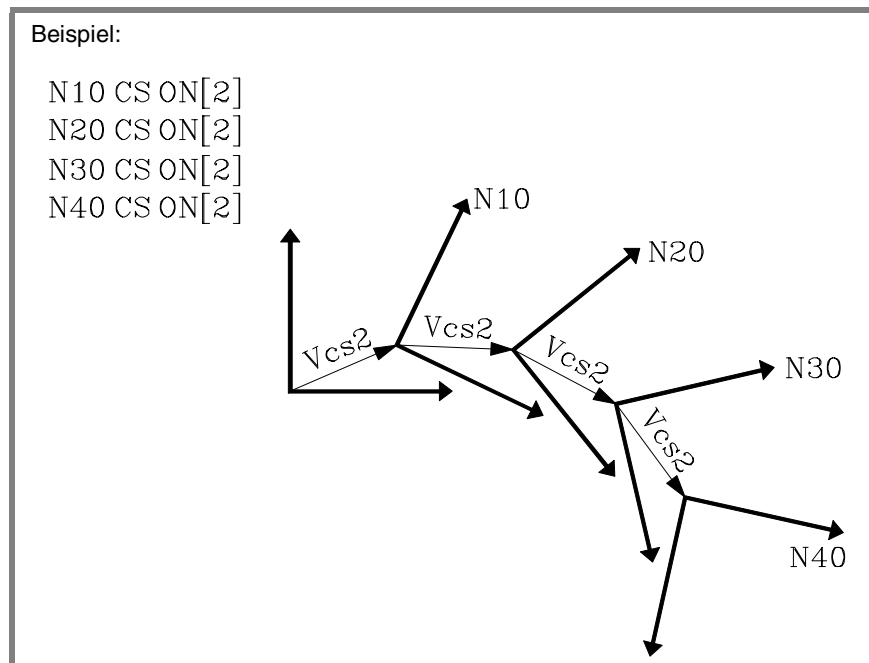 Beispiel:
N10 CS ON[2]
N20 CS ON[2]
N30 CS ON[2]
N40 CS ON[2]
N10
N20
Vcs2
Vcs2
Vcs2
N30
Vcs2
N40